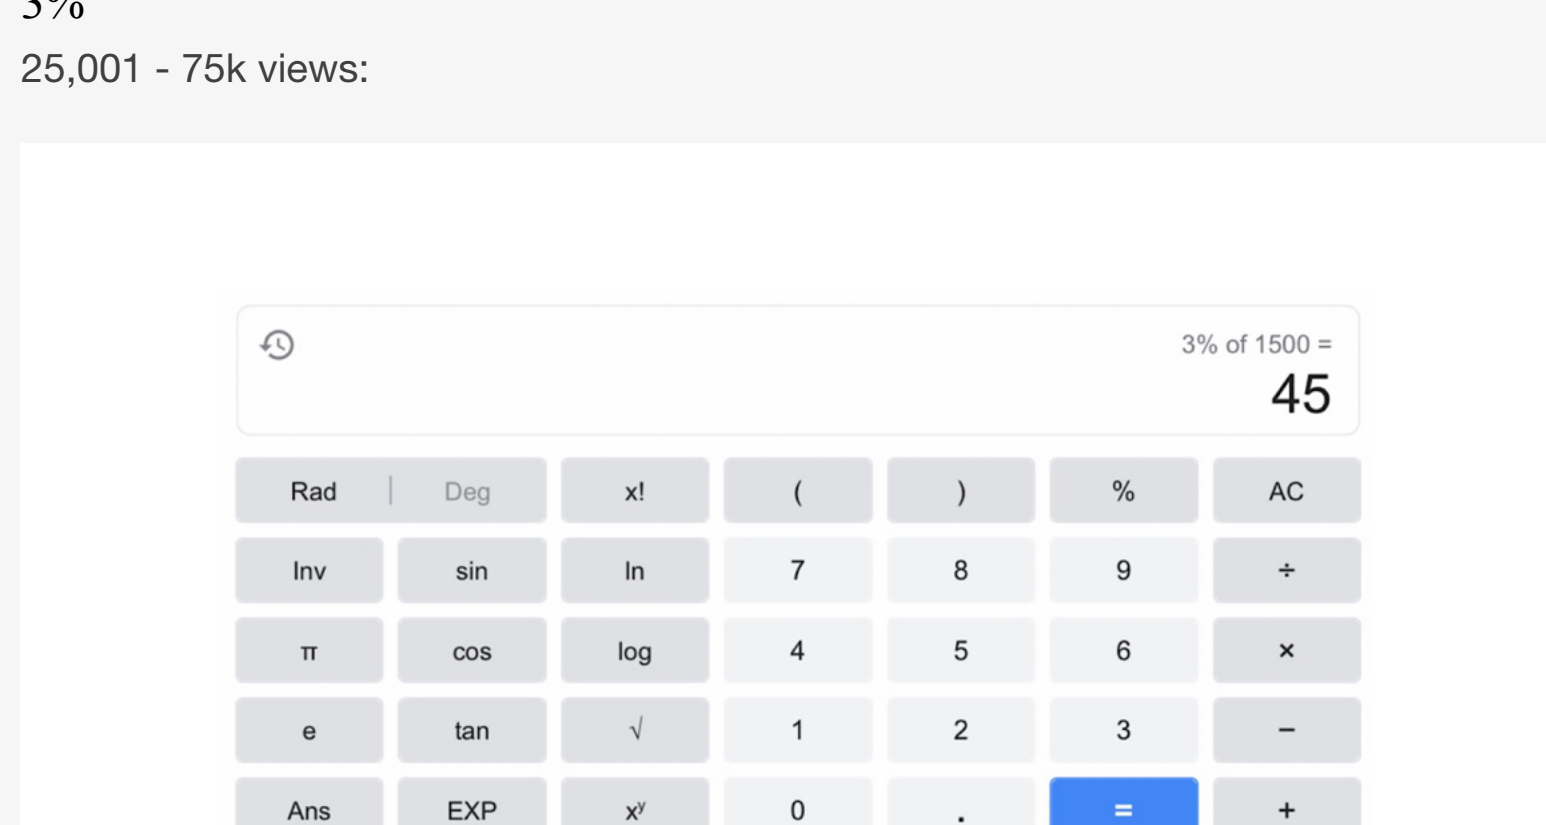 3%
25,001 - 75k views:
3% of 1500 =
45
Rad | Deg x! ( ) % AC
Inv sin ln 7 8 9 ÷
π cos log 4 5 6 ×
e tan √ 1 2 3 −
Ans EXP xʸ 0 . = +